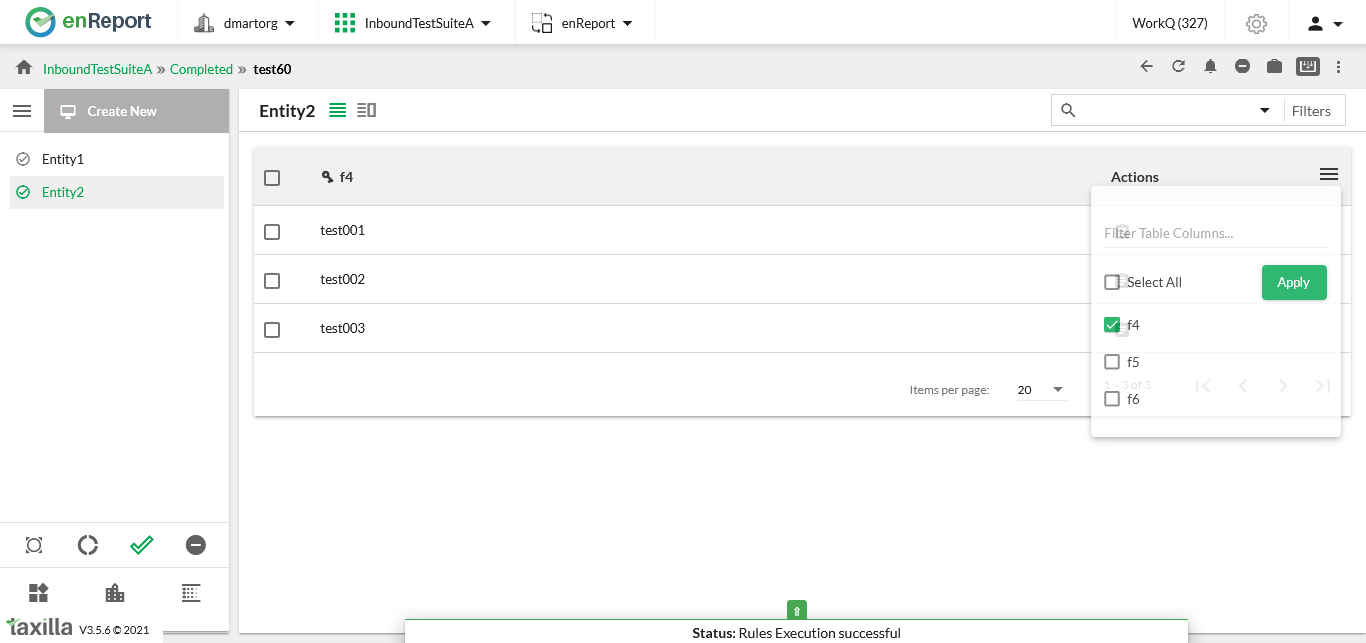 enReport
dmartorg
InboundTestSuiteA
enReport
WorkQ (327)
InboundTestSuiteA » Completed » test60
Create New
Entity2
Filters
Entity1
Entity2
f4
Actions
test001
test002
test003
Filter Table Columns...
Select All
Apply
f4
f5
f6
Items per page:
20
1 – 3 of 3
taxilla
V3.5.6 © 2021
Status: Rules Execution successful